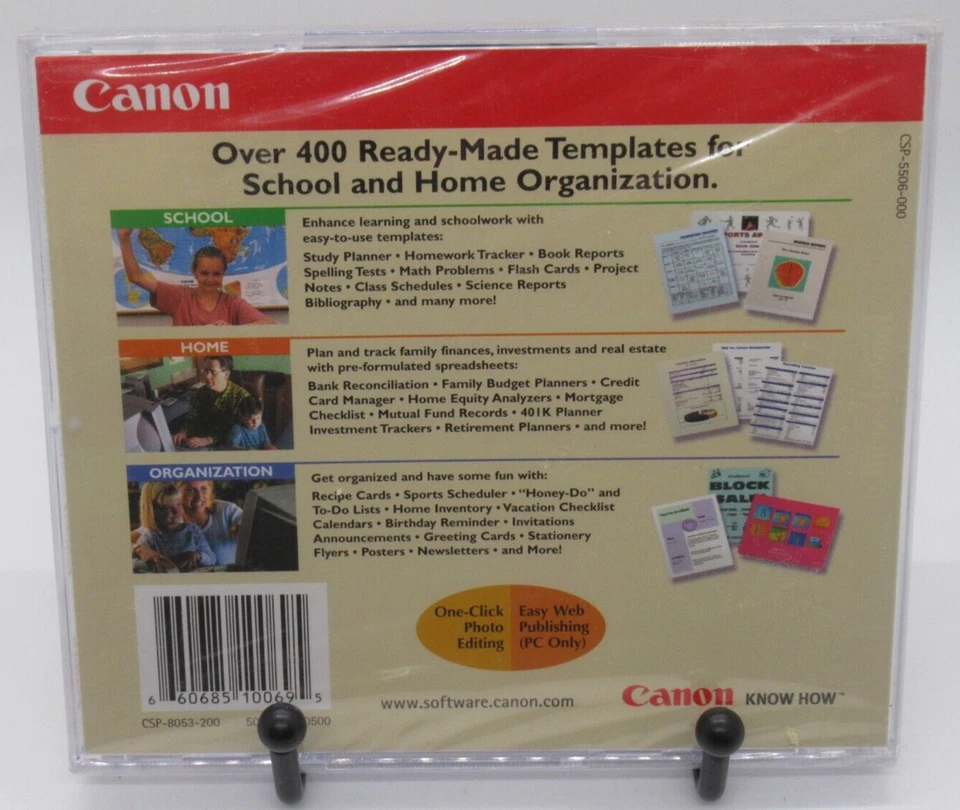 Canon
Over 400 Ready-Made Templates for
School and Home Organization.
CSP-5506-000
SCHOOL
Enhance learning and schoolwork with
easy-to-use templates:
Study Planner • Homework Tracker • Book Reports
Spelling Tests • Math Problems • Flash Cards • Project
Notes • Class Schedules • Science Reports
Bibliography • and many more!
HOME
Plan and track family finances, investments and real estate
with pre-formulated spreadsheets:
Bank Reconciliation • Family Budget Planners • Credit
Card Manager • Home Equity Analyzers • Mortgage
Checklist • Mutual Fund Records • 401K Planner
Investment Trackers • Retirement Planners • and more!
ORGANIZATION
Get organized and have some fun with:
Recipe Cards • Sports Scheduler • “Honey-Do” and
To-Do Lists • Home Inventory • Vacation Checklist
Calendars • Birthday Reminder • Invitations
Announcements • Greeting Cards • Stationery
Flyers • Posters • Newsletters • and More!
BLOCK
SALE
One-Click
Photo
Editing
Easy Web
Publishing
(PC Only)
6 60685 10069 5
CSP-8053-200
www.software.canon.com
Canon KNOW HOW™